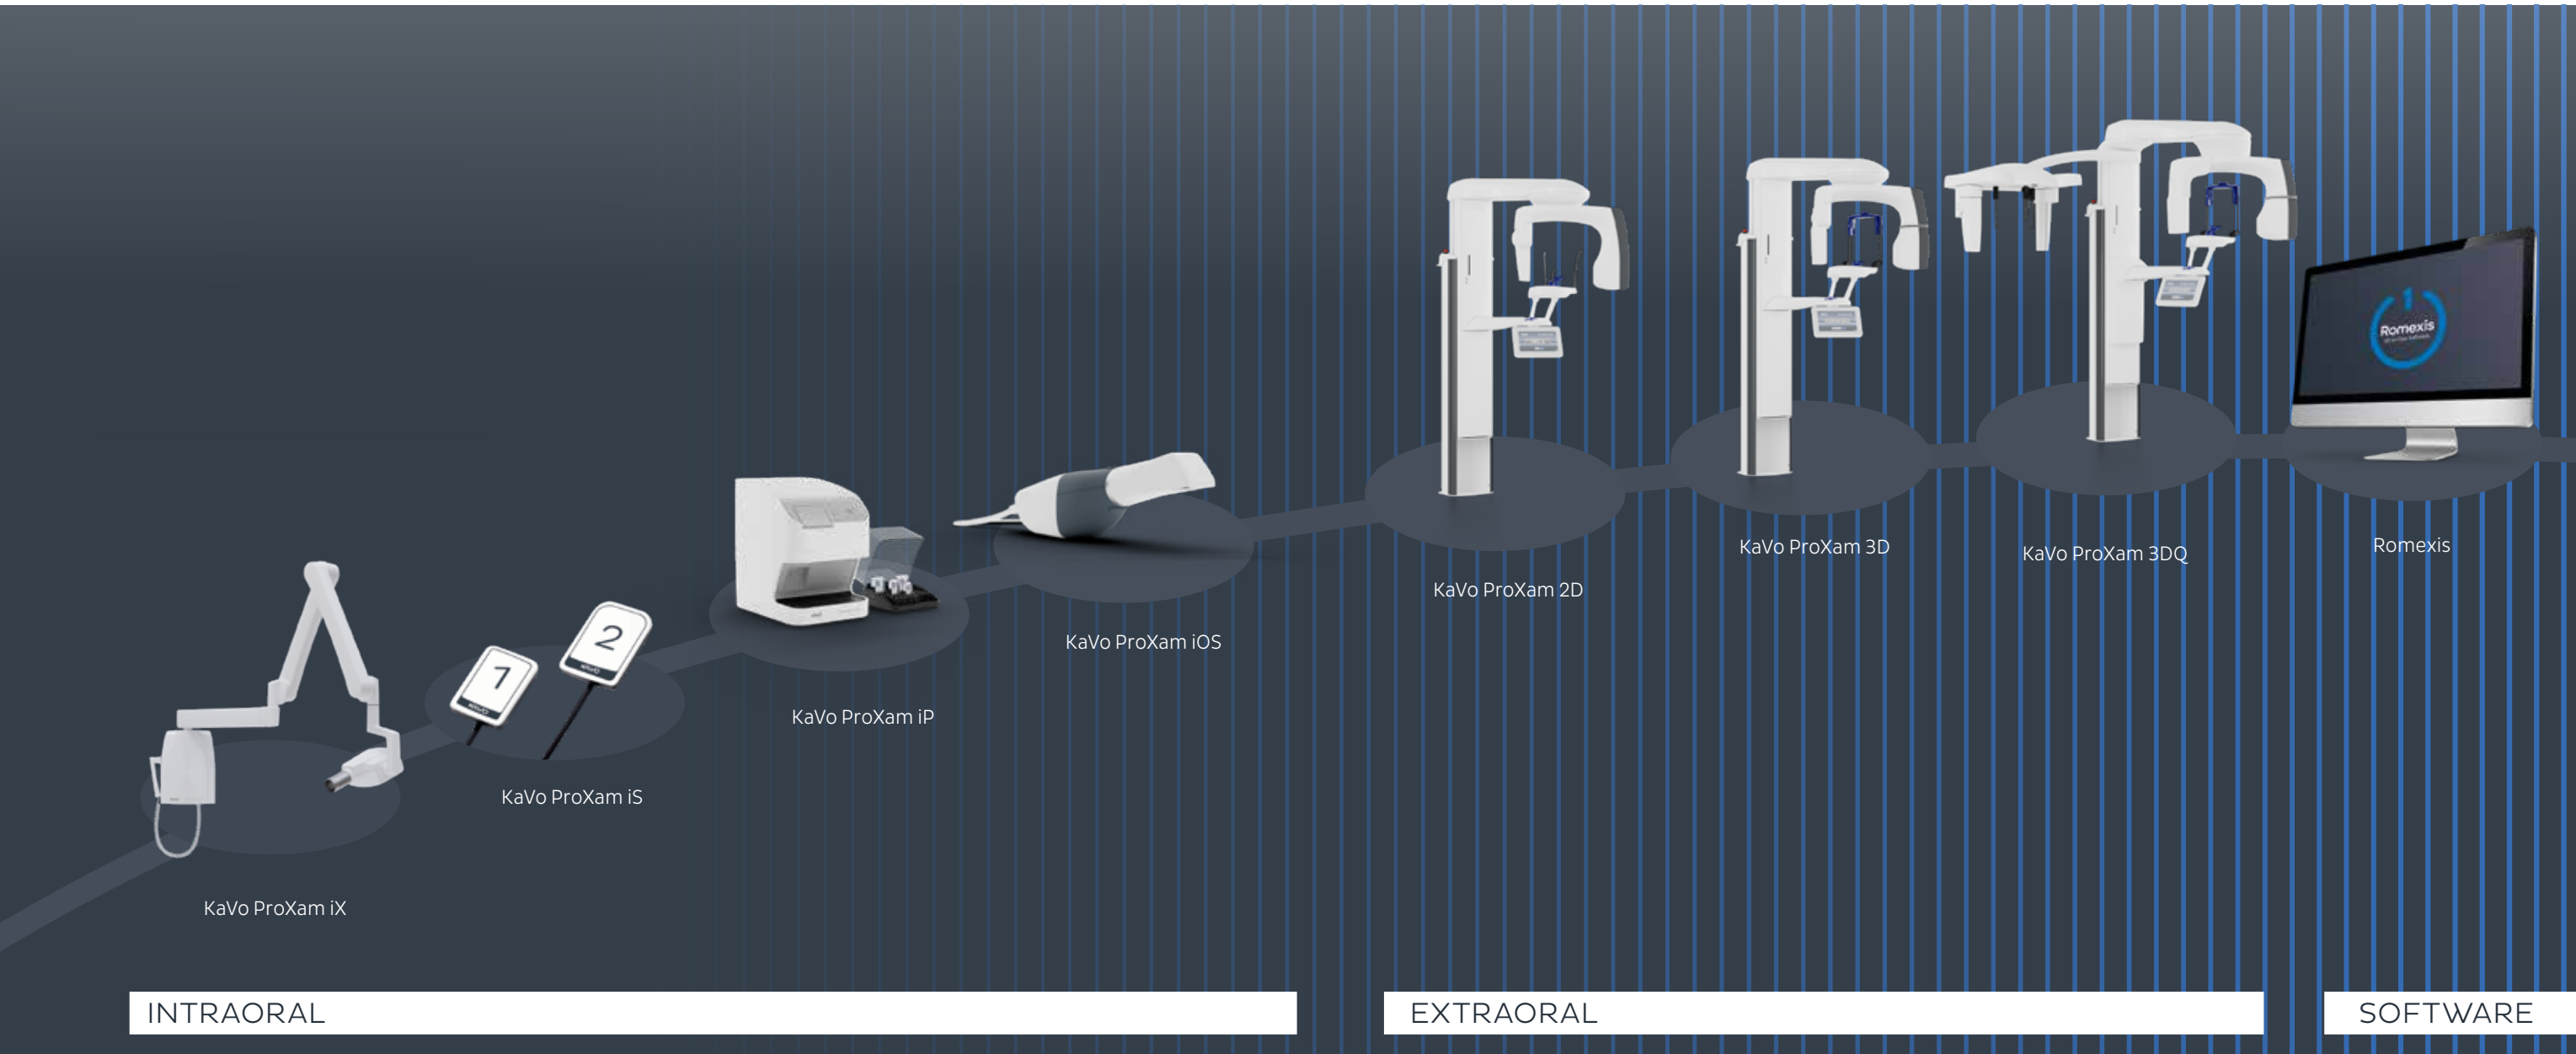 Romexis
1
2
KaVo ProXam iX
KaVo ProXam iS
KaVo ProXam iP
KaVo ProXam iOS
KaVo ProXam 2D
KaVo ProXam 3D
KaVo ProXam 3DQ
Romexis
INTRAORAL
EXTRAORAL
SOFTWARE